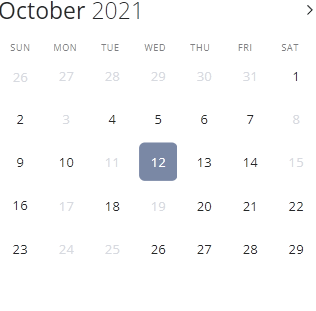 October 2021
SUN MON TUE WED THU FRI SAT
26 27 28 29 30 31 1
2 3 4 5 6 7 8
9 10 11 12 13 14 15
16 17 18 19 20 21 22
23 24 25 26 27 28 29